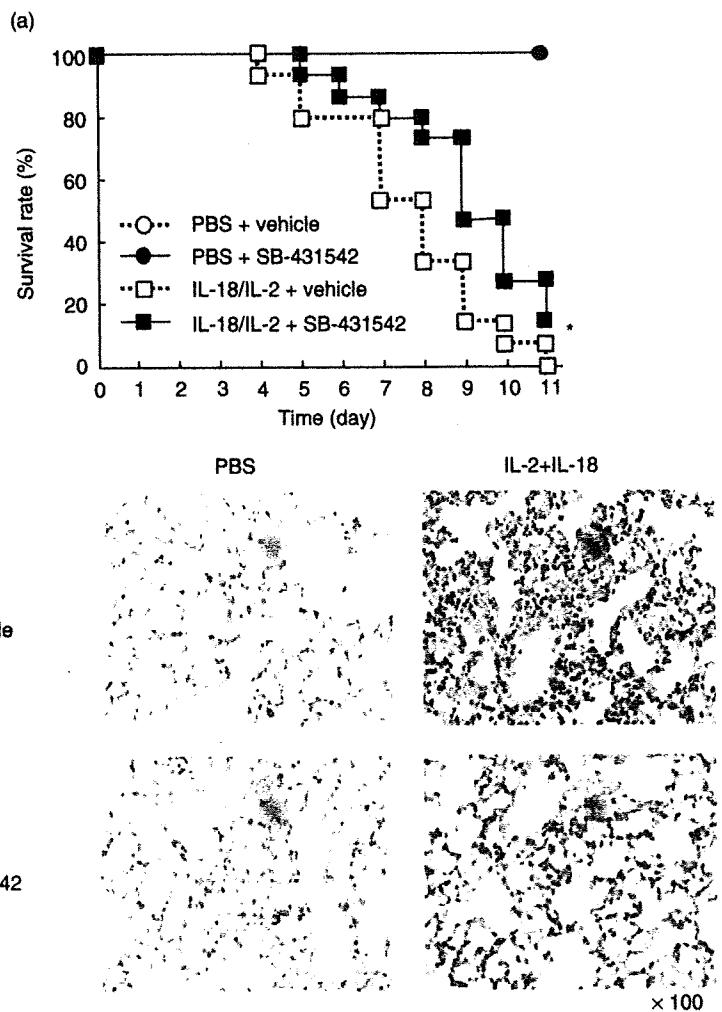 (a)
100
80
60
40
20
0
Survival rate (%)
PBS + vehicle
PBS + SB-431542
IL-18/IL-2 + vehicle
IL-18/IL-2 + SB-431542
*
0 1 2 3 4 5 6 7 8 9 10 11
Time (day)
PBS IL-2+IL-18
le
42
× 100